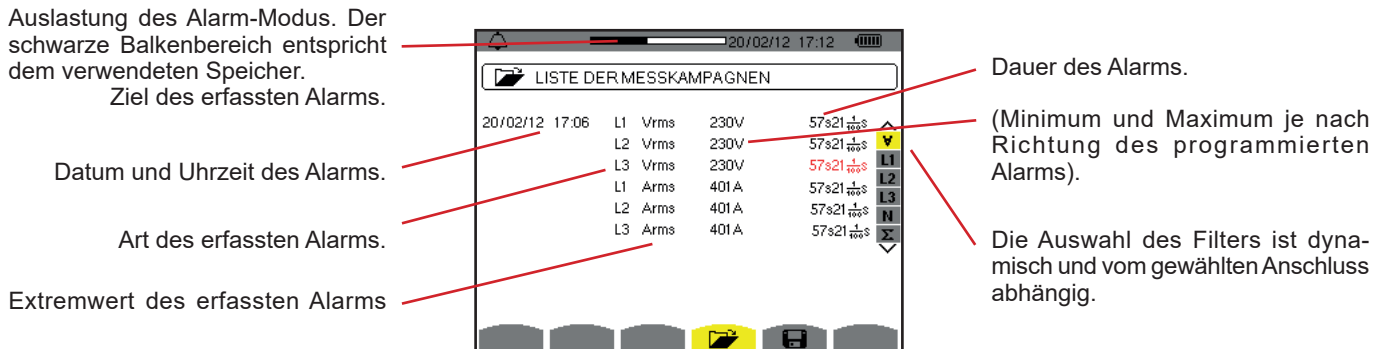 Auslastung des Alarm-Modus. Der
schwarze Balkenbereich entspricht
dem verwendeten Speicher.
Ziel des erfassten Alarms.
Datum und Uhrzeit des Alarms.
Art des erfassten Alarms.
Extremwert des erfassten Alarms
20/02/12 17:12
LISTE DER MESSKAMPAGNEN
20/02/12 17:06 L1 Vrms 230V 57s21 1/100 s
L2 Vrms 230V 57s21 1/100 s
L3 Vrms 230V 57s21 1/100 s
L1 Arms 401A 57s21 1/100 s
L2 Arms 401A 57s21 1/100 s
L3 Arms 401A 57s21 1/100 s
∀
L1
L2
L3
N
Σ
Dauer des Alarms.
(Minimum und Maximum je nach
Richtung des programmierten
Alarms).
Die Auswahl des Filters ist dyna-
misch und vom gewählten Anschluss
abhängig.